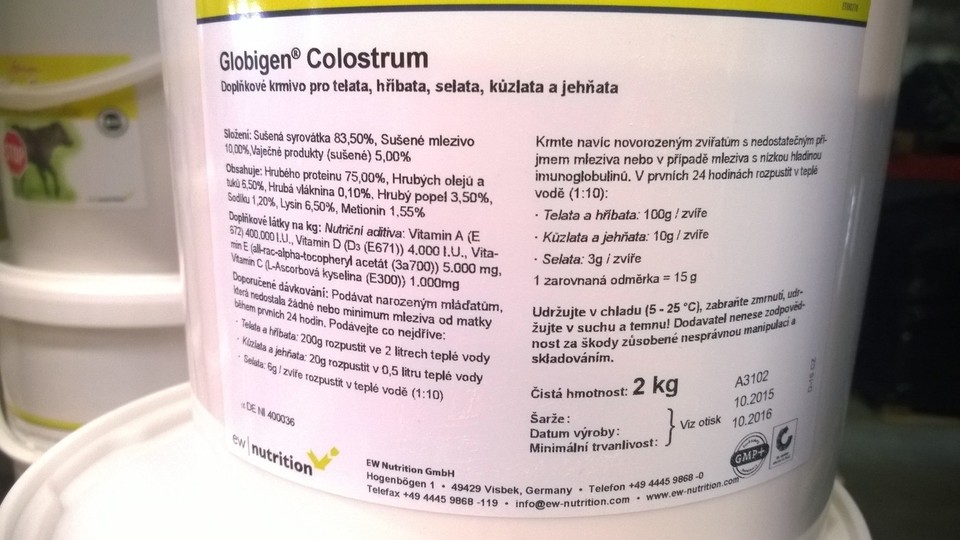 Globigen® Colostrum
Doplňkové krmivo pro telata, hříbata, selata, kůzlata a jehňata
Složení: Sušená syrovátka 83,50%, Sušené mlezivo
10,00%,Vaječné produkty (sušené) 5,00%
Obsahuje: Hrubého proteinu 75,00%, Hrubých olejů a
tuků 6,50%, Hrubá vláknina 0,10%, Hrubý popel 3,50%,
Sodíku 1,20%, Lysin 6,50%, Metionin 1,55%
Doplňkové látky na kg: Nutriční aditiva: Vitamin A (E
672) 400.000 I.U., Vitamin D (D3 (E671)) 4.000 I.U., Vita-
min E (all-rac-alpha-tocopheryl acetát (3a700)) 5.000 mg,
Vitamin C (L-Ascorbová kyselina (E300)) 1.000mg
Doporučené dávkování: Podávat narozeným mláďatům,
která nedostala žádné nebo minimum mleziva od matky
během prvních 24 hodin. Podávejte co nejdříve:
· Telata a hříbata: 200g rozpustit ve 2 litrech teplé vody
· Kůzlata a jehňata: 20g rozpustit v 0,5 litru teplé vody
· Selata: 6g / zvíře rozpustit v teplé vodě (1:10)
DE NI 400036
ew nutrition
Krmte navíc novorozeným zvířatům s nedostatečným pří-
jmem mleziva nebo v případě mleziva s nízkou hladinou
imunoglobulinů. V prvních 24 hodinách rozpustit v teplé
vodě (1:10):
· Telata a hříbata: 100g / zvíře
· Kůzlata a jehňata: 10g / zvíře
· Selata: 3g / zvíře
1 zarovnaná odměrka = 15 g
Udržujte v chladu (5 - 25 °C), zabraňte zmrnutí, udr-
žujte v suchu a temnu! Dodavatel nenese zodpověd-
nost za škody způsobené nesprávnou manipulací a
skladováním.
Čistá hmotnost: 2 kg
Šarže:
Datum výroby:
Minimální trvanlivost:
Viz otisk
A3102
10.2015
10.2016
GMP+
EW Nutrition GmbH
Hogenbögen 1 · 49429 Visbek, Germany · Telefon +49 4445 9868 -0
Telefax +49 4445 9868 -119 · info@ew-nutrition.com · www.ew-nutrition.com